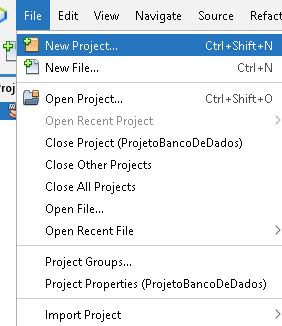 File Edit View Navigate Source Refact
New Project... Ctrl+Shift+N
New File... Ctrl+N
Proj
Open Project... Ctrl+Shift+O
Open Recent Project
Close Project (ProjetoBancoDeDados)
Close Other Projects
Close All Projects
Open File...
Open Recent File
Project Groups...
Project Properties (ProjetoBancoDeDados)
Import Project